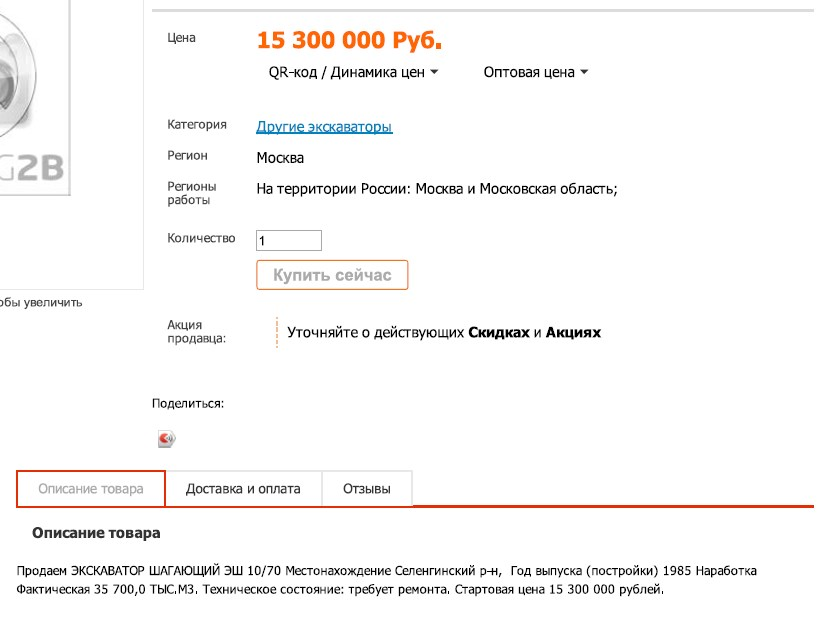 Цена
15 300 000 Руб.
QR-код / Динамика цен
Оптовая цена
Категория
Другие экскаваторы
G2B
Регион
Москва
Регионы
работы
На территории России: Москва и Московская область;
Количество
1
Купить сейчас
обы увеличить
Акция
продавца:
Уточняйте о действующих Скидках и Акциях
Поделиться:
Описание товара
Доставка и оплата
Отзывы
Описание товара
Продаем ЭКСКАВАТОР ШАГАЮЩИЙ ЭШ 10/70 Местонахождение Селенгинский р-н, Год выпуска (постройки) 1985 Наработка
Фактическая 35 700,0 ТЫС.М3. Техническое состояние: требует ремонта. Стартовая цена 15 300 000 рублей.